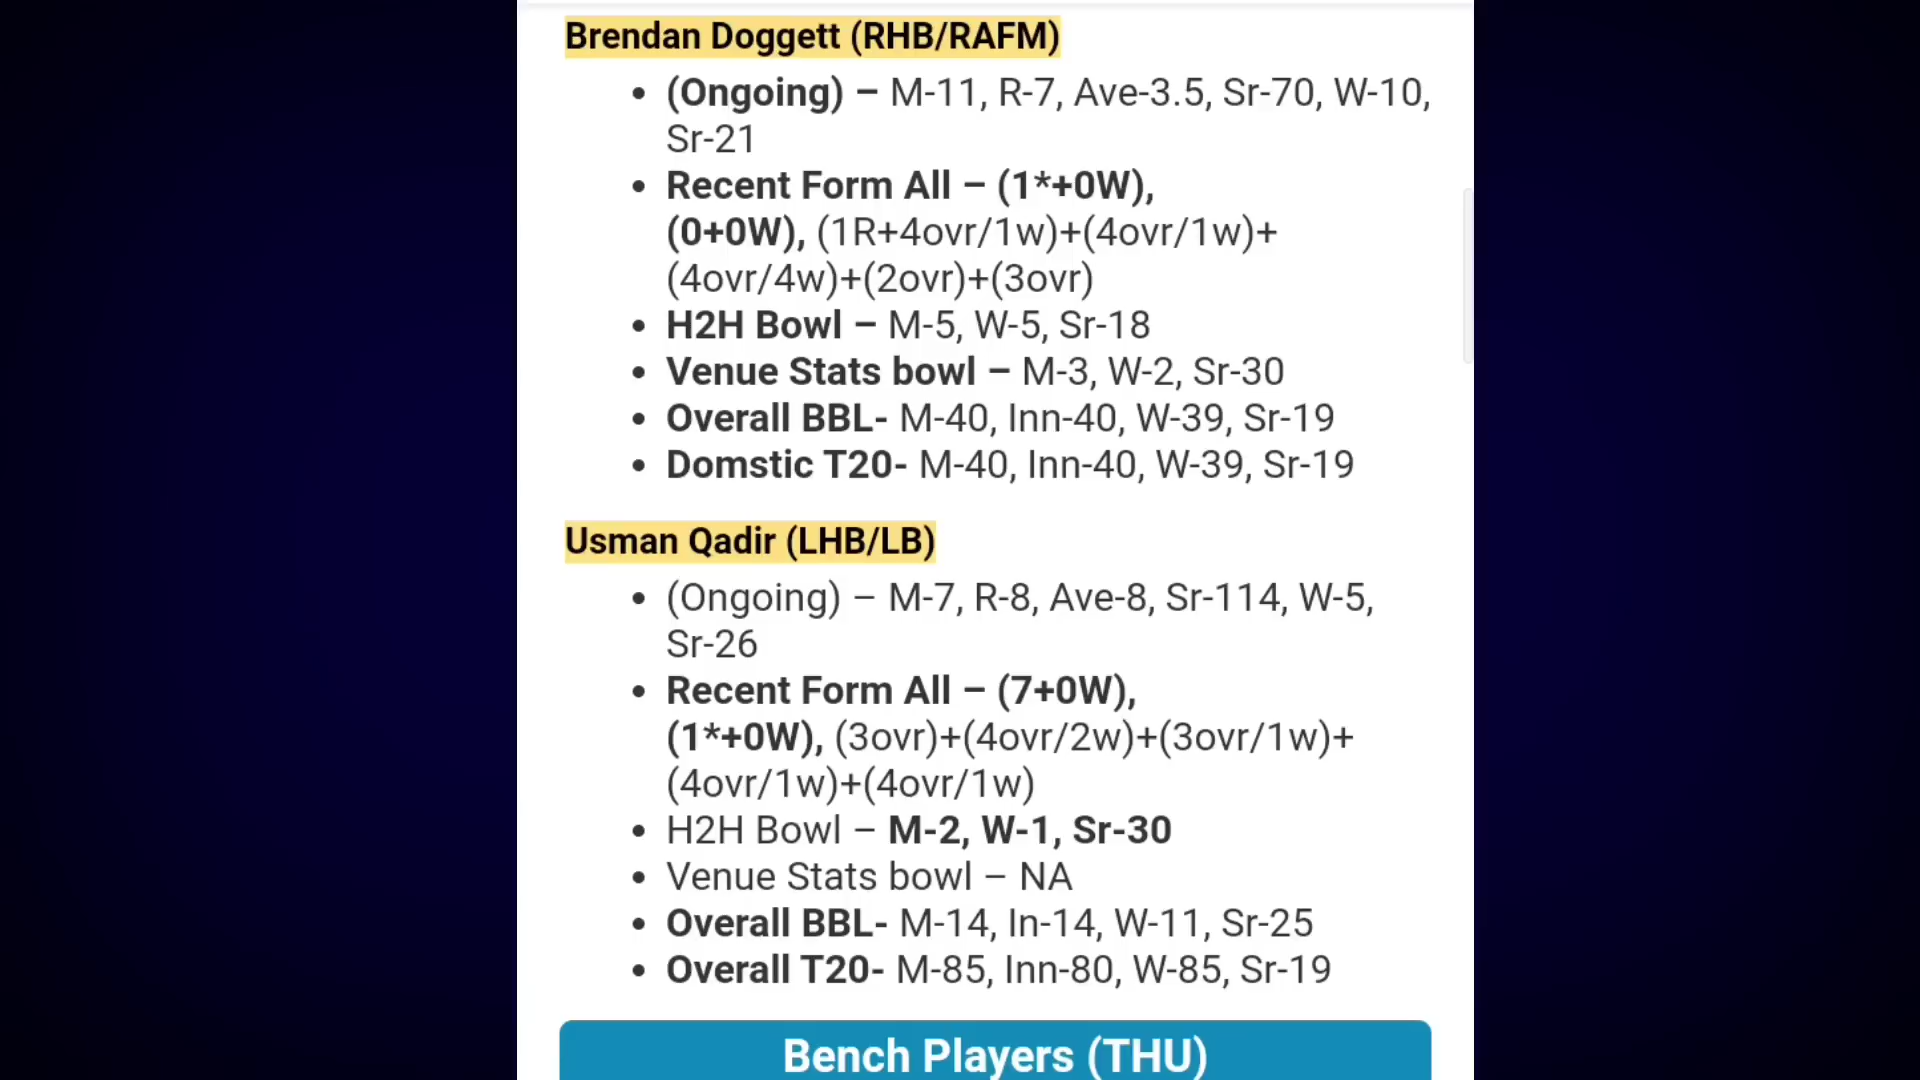 Brendan Doggett (RHB/RAFM)
• (Ongoing) – M-11, R-7, Ave-3.5, Sr-70, W-10,
Sr-21
• Recent Form All – (1*+0W),
(0+0W), (1R+4ovr/1w)+(4ovr/1w)+
(4ovr/4w)+(2ovr)+(3ovr)
• H2H Bowl – M-5, W-5, Sr-18
• Venue Stats bowl – M-3, W-2, Sr-30
• Overall BBL- M-40, Inn-40, W-39, Sr-19
• Domstic T20- M-40, Inn-40, W-39, Sr-19
Usman Qadir (LHB/LB)
• (Ongoing) – M-7, R-8, Ave-8, Sr-114, W-5,
Sr-26
• Recent Form All – (7+0W),
(1*+0W), (3ovr)+(4ovr/2w)+(3ovr/1w)+
(4ovr/1w)+(4ovr/1w)
• H2H Bowl – M-2, W-1, Sr-30
• Venue Stats bowl – NA
• Overall BBL- M-14, In-14, W-11, Sr-25
• Overall T20- M-85, Inn-80, W-85, Sr-19
Bench Players (THU)